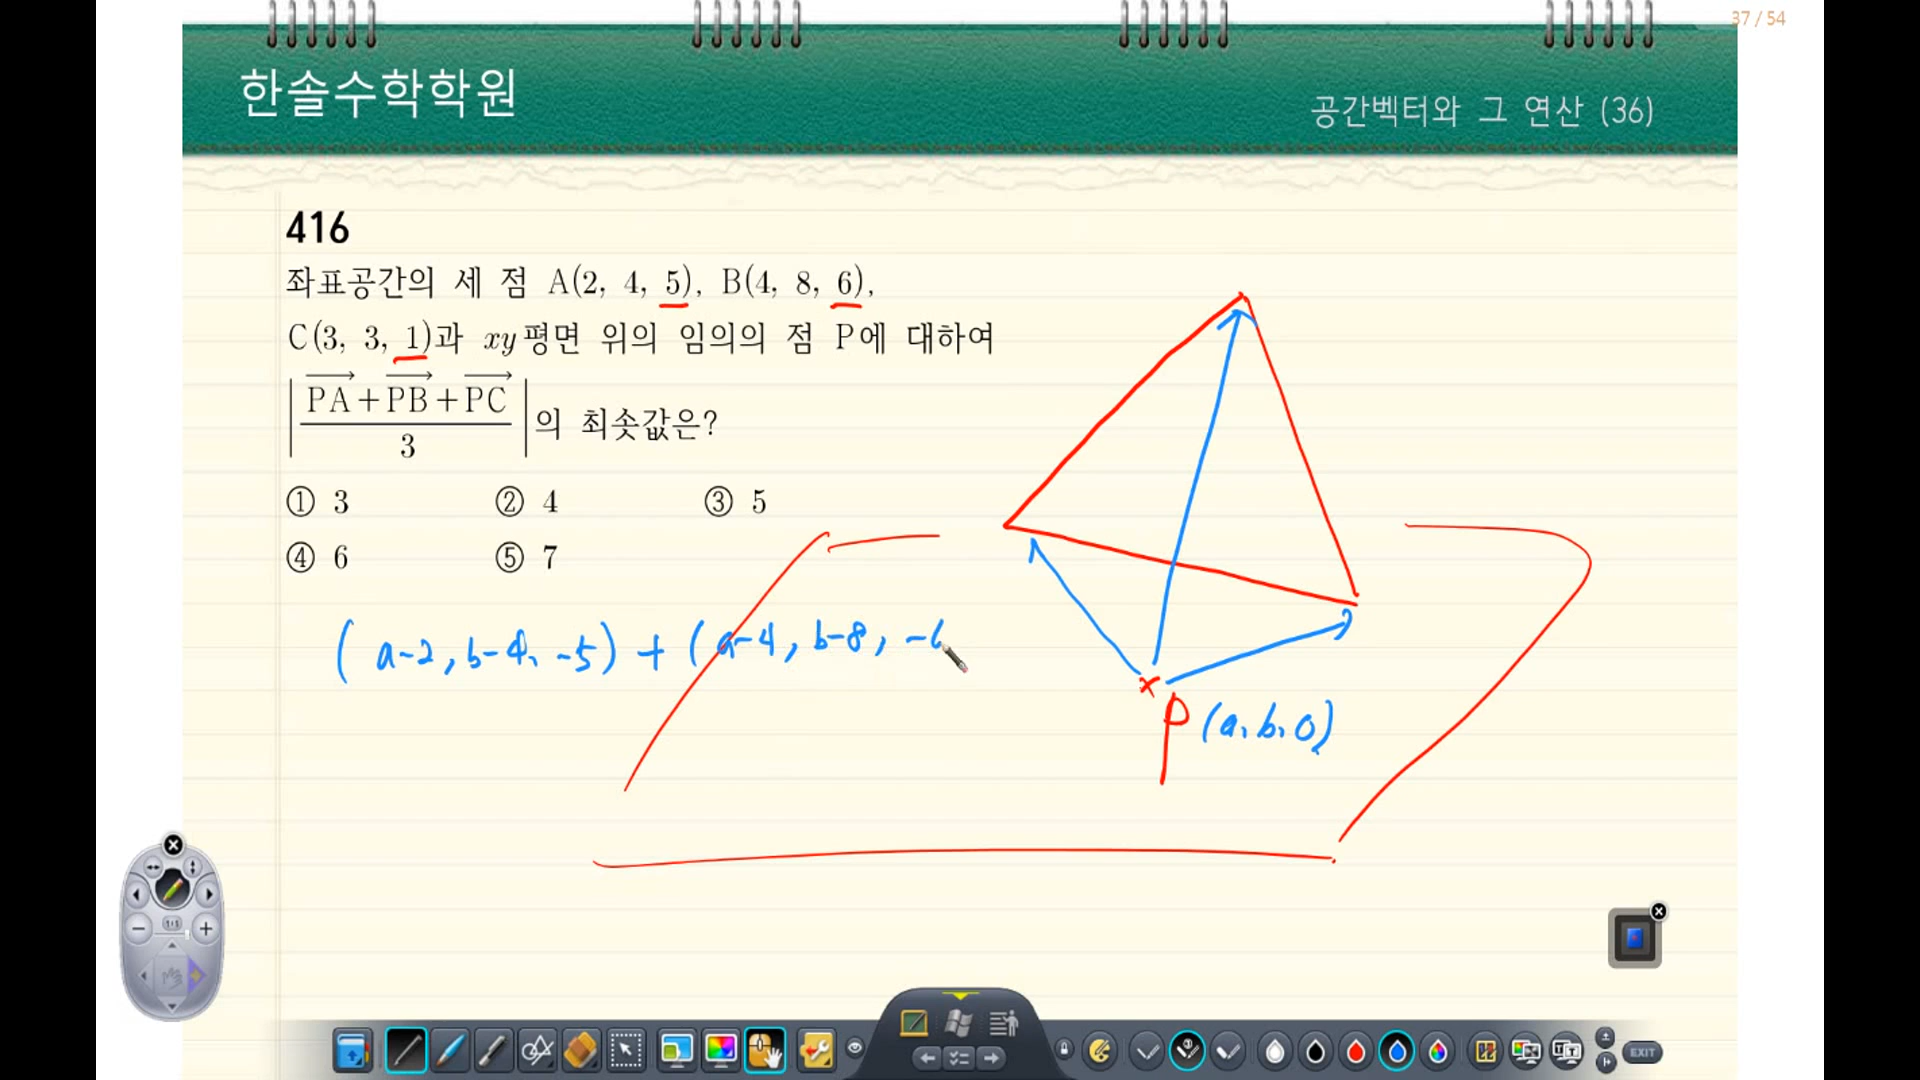 37 / 54
한솔수학학원
공간벡터와 그 연산 (36)
416
좌표공간의 세 점 A(2, 4, 5), B(4, 8, 6),
C(3, 3, 1)과 xy평면 위의 임의의 점 P에 대하여
|(PA+PB+PC)/3|의 최솟값은?
① 3 ② 4 ③ 5
④ 6 ⑤ 7
(a-2, b-4, -5) + (a-4, b-8, -6
P (a, b, 0)
EXIT